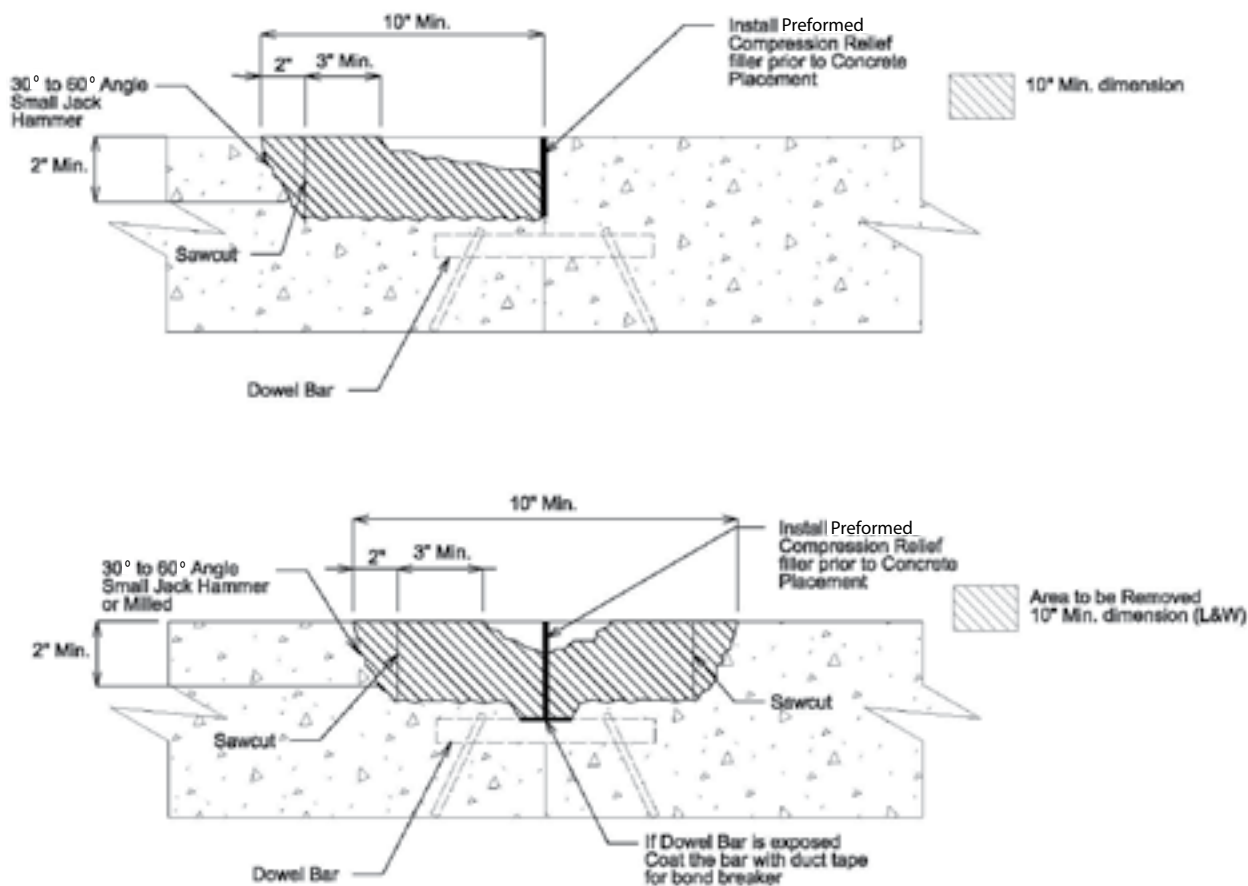 10" Min.
Install Preformed
Compression Relief
filler prior to Concrete
Placement
2"
3" Min.
30° to 60° Angle
Small Jack
Hammer
10" Min. dimension
2" Min.
Sawcut
Dowel Bar
10" Min.
Install Preformed
Compression Relief
filler prior to Concrete
Placement
2"
3" Min.
30° to 60° Angle
Small Jack Hammer
or Milled
Area to be Removed
10" Min. dimension (L&W)
2" Min.
Sawcut
Sawcut
If Dowel Bar is exposed
Coat the bar with duct tape
for bond breaker
Dowel Bar